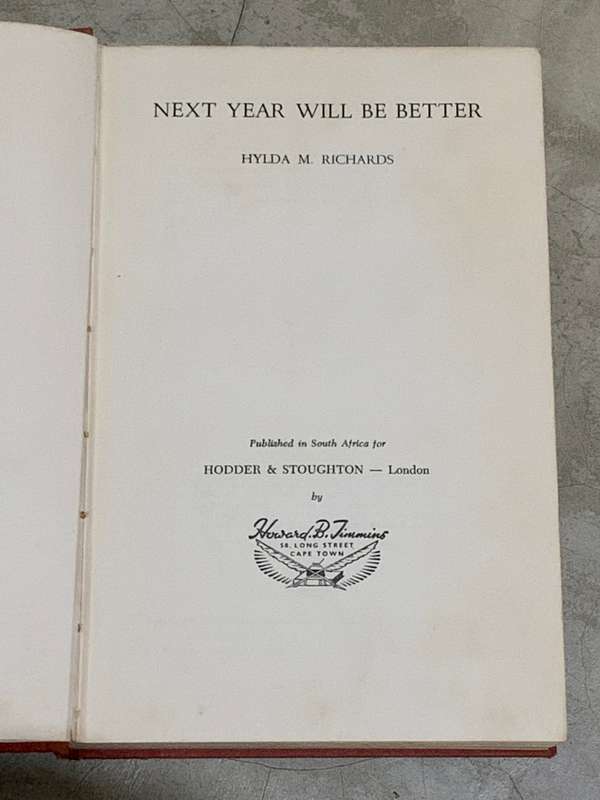 NEXT YEAR WILL BE BETTER
HYLDA M. RICHARDS
Published in South Africa for
HODDER & STOUGHTON — London
by
Howard. B. Timmins
58. LONG STREET
CAPE TOWN